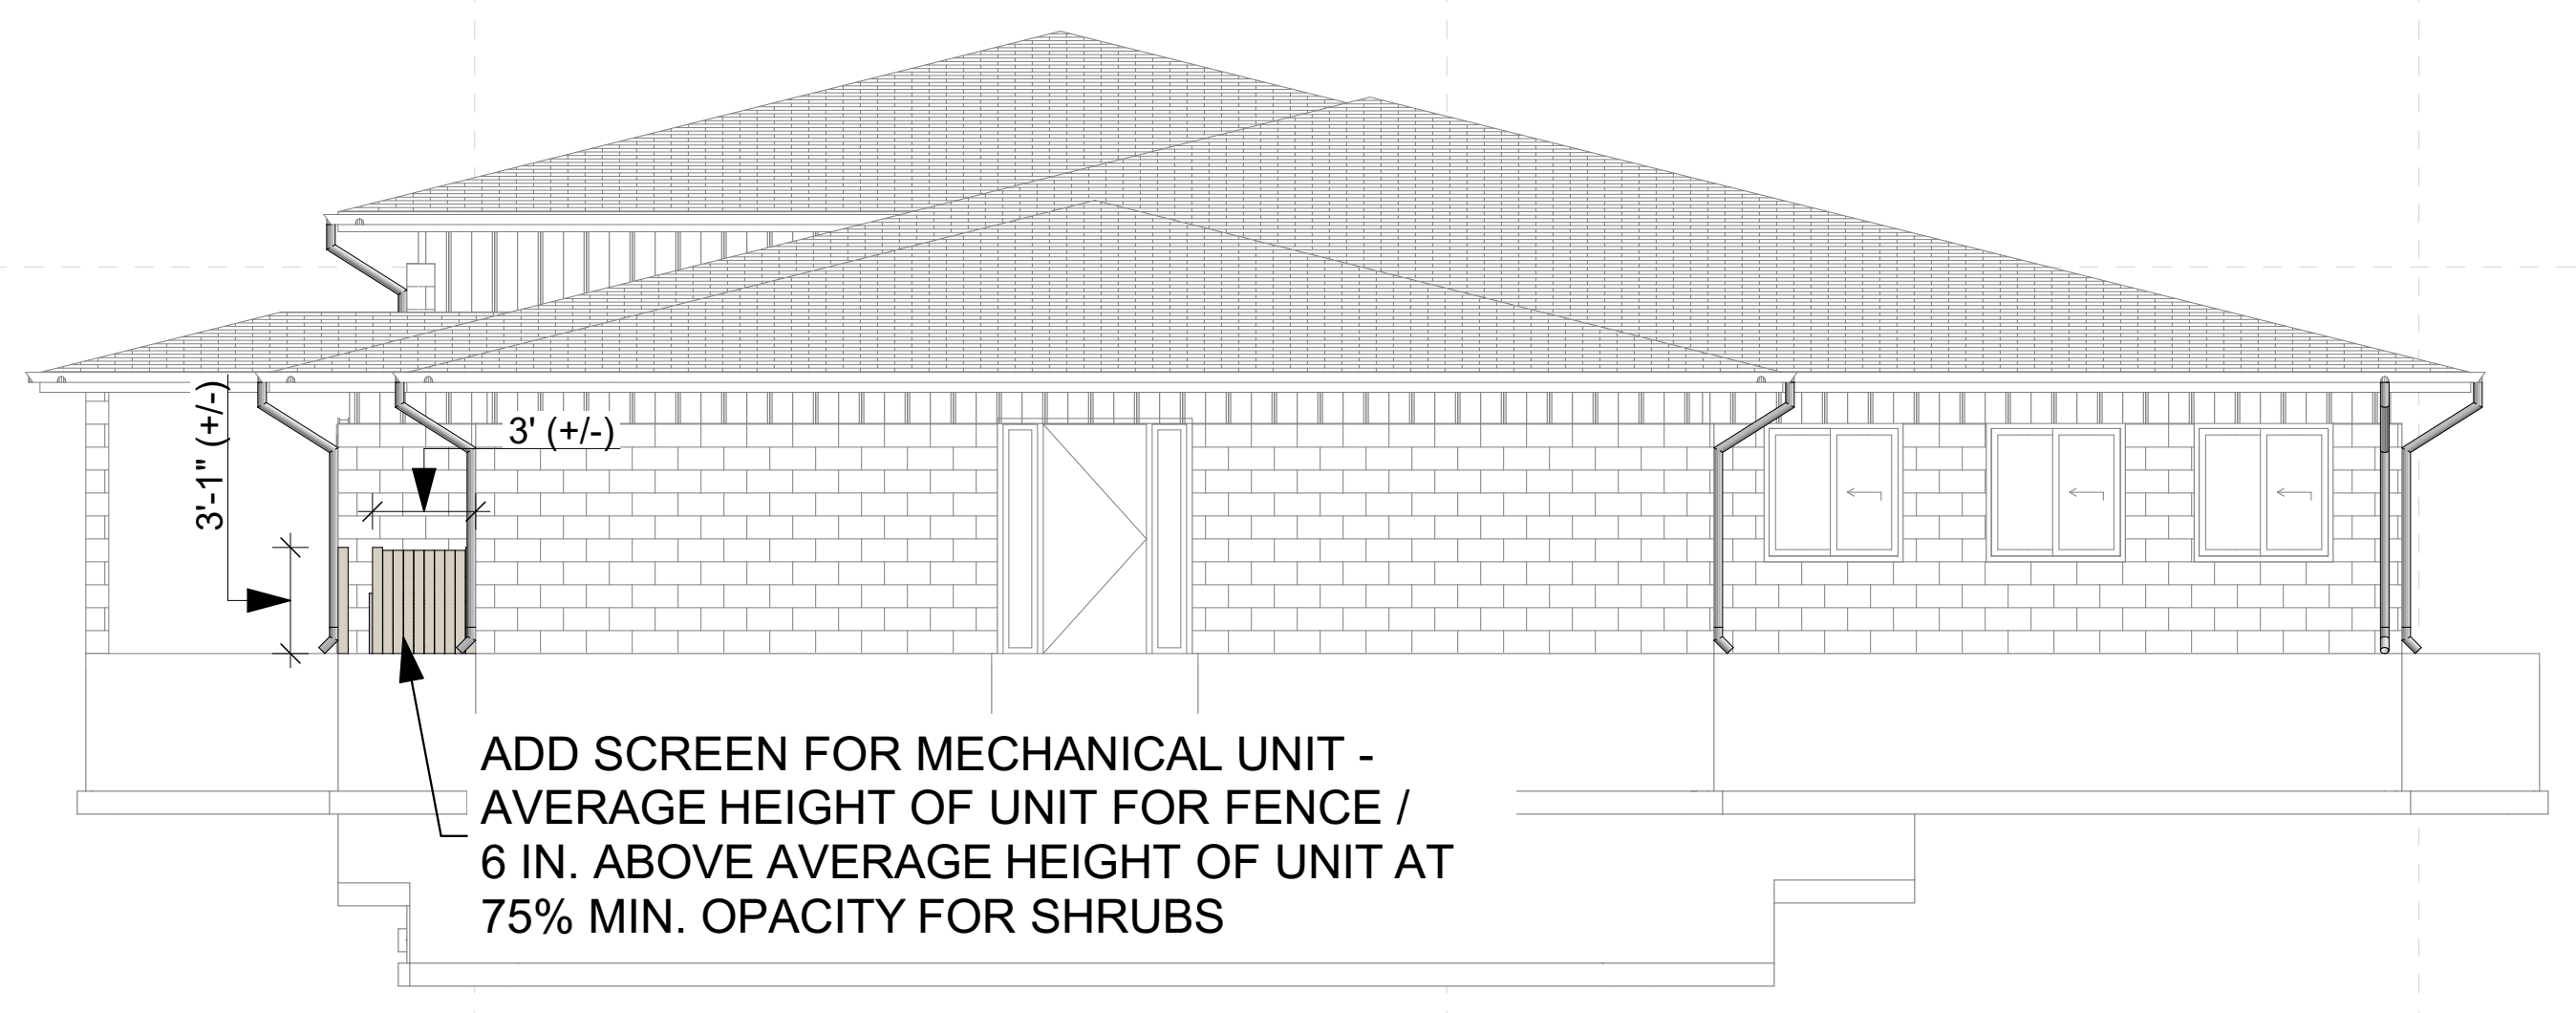 3'-1" (+/-)
3' (+/-)
ADD SCREEN FOR MECHANICAL UNIT -
AVERAGE HEIGHT OF UNIT FOR FENCE /
6 IN. ABOVE AVERAGE HEIGHT OF UNIT AT
75% MIN. OPACITY FOR SHRUBS